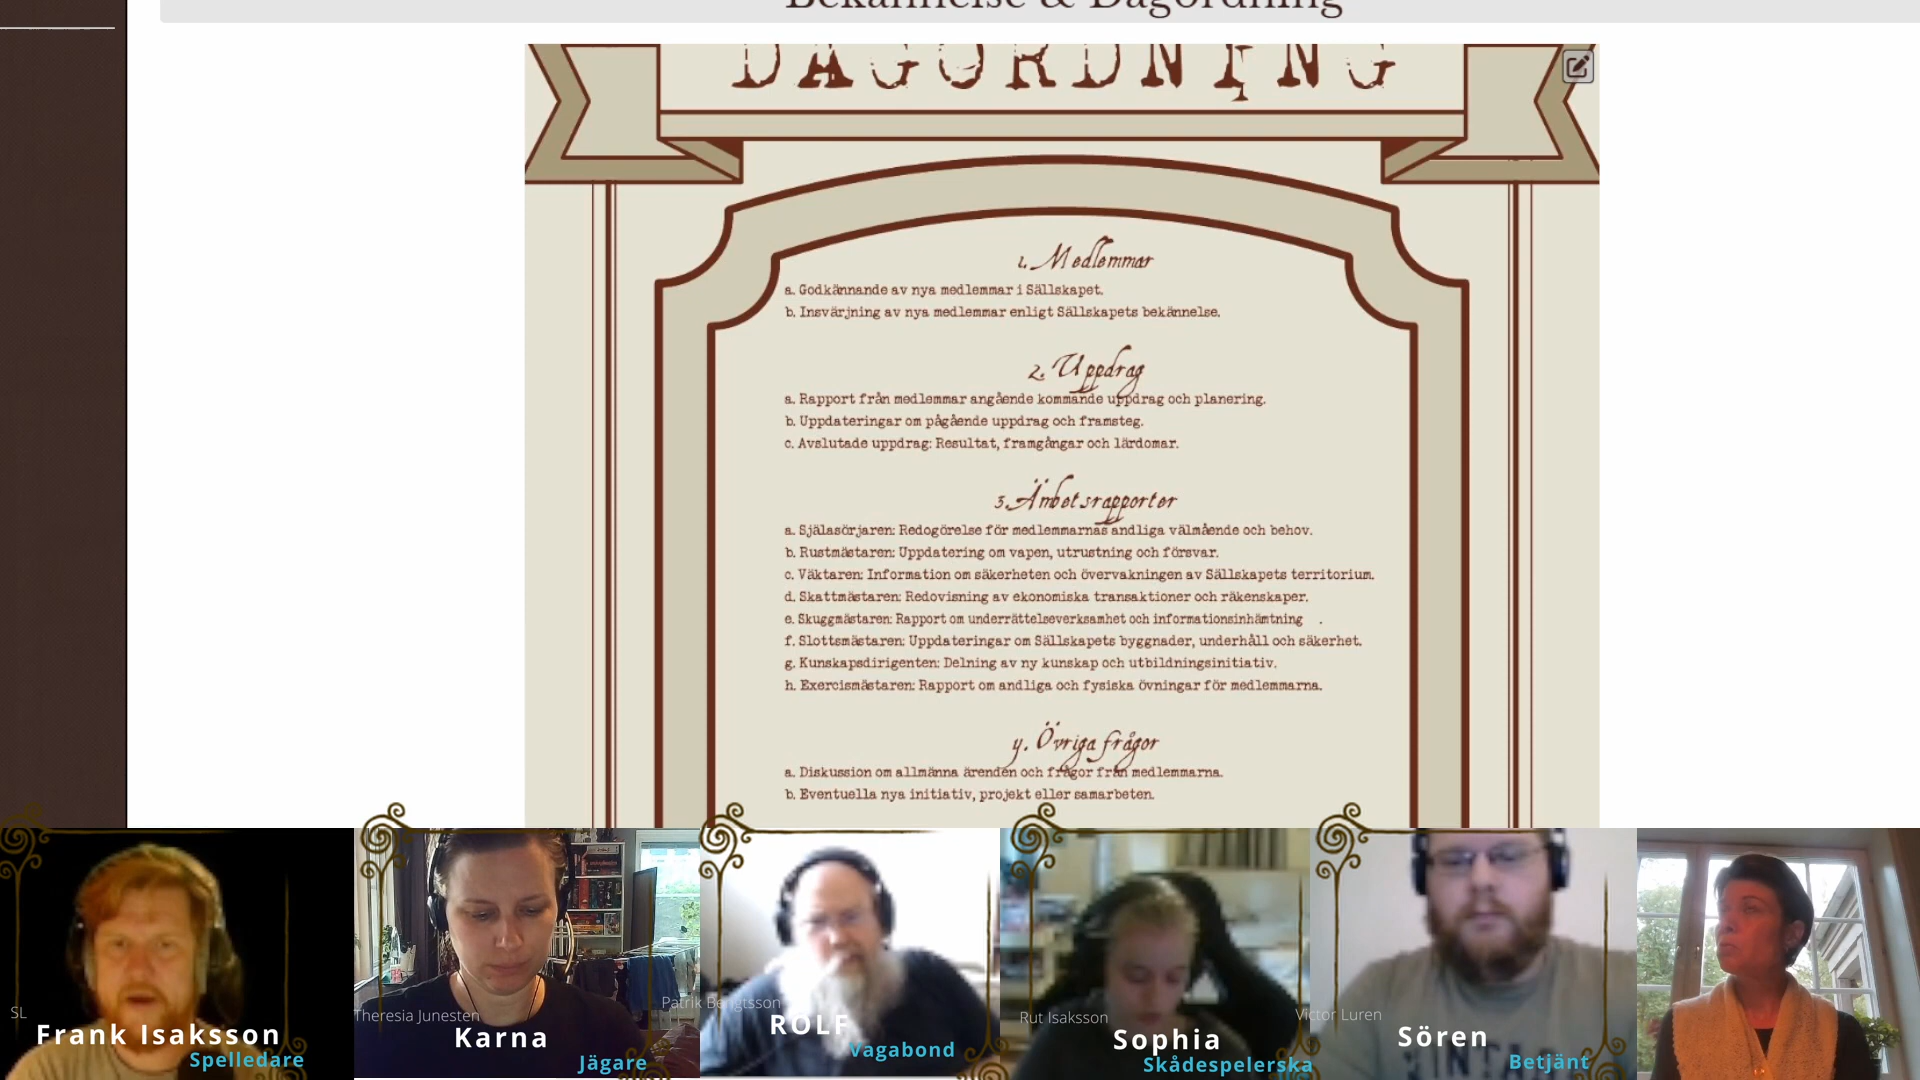 Bekännelse & Dagordning
DAGORDNING
1. Medlemmar
a. Godkännande av nya medlemmar i Sällskapet.
b. Insvärjning av nya medlemmar enligt Sällskapets bekännelse.
2. Uppdrag
a. Rapport från medlemmar angående kommande uppdrag och planering.
b. Uppdateringar om pågående uppdrag och framsteg.
c. Avslutade uppdrag: Resultat, framgångar och lärdomar.
3. Ämbetsrapporter
a. Själasörjaren: Redogörelse för medlemmarnas andliga välmående och behov.
b. Rustmästaren: Uppdatering om vapen, utrustning och försvar.
c. Väktaren: Information om säkerheten och övervakningen av Sällskapets territorium.
d. Skattmästaren: Redovisning av ekonomiska transaktioner och räkenskaper.
e. Skuggmästaren: Rapport om underrättelseverksamhet och informationsinhämtning .
f. Slottsmästaren: Uppdateringar om Sällskapets byggnader, underhåll och säkerhet.
g. Kunskapsdirigenten: Delning av ny kunskap och utbildningsinitiativ.
h. Exercismästaren: Rapport om andliga och fysiska övningar för medlemmarna.
4. Övriga frågor
a. Diskussion om allmänna ärenden och frågor från medlemmarna.
b. Eventuella nya initiativ, projekt eller samarbeten.
SL
Frank Isaksson
Spelledare
Theresia Junesten
Karna
Jägare
Patrik Bengtsson
ROLF
Vagabond
Rut Isaksson
Sophia
Skådespelerska
Victor Luren
Sören
Betjänt